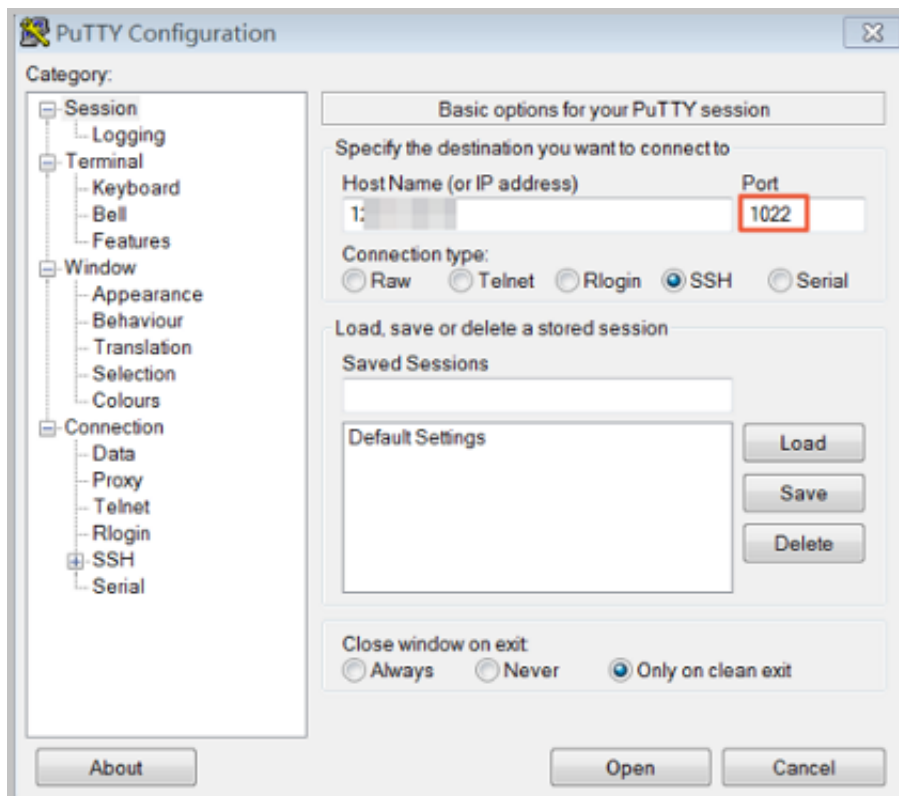 PuTTY Configuration
Category:
Session
Logging
Terminal
Keyboard
Bell
Features
Window
Appearance
Behaviour
Translation
Selection
Colours
Connection
Data
Proxy
Telnet
Rlogin
SSH
Serial
Basic options for your PuTTY session
Specify the destination you want to connect to
Host Name (or IP address) Port
1022
Connection type:
Raw Telnet Rlogin SSH Serial
Load, save or delete a stored session
Saved Sessions
Default Settings
Load
Save
Delete
Close window on exit:
Always Never Only on clean exit
About Open Cancel